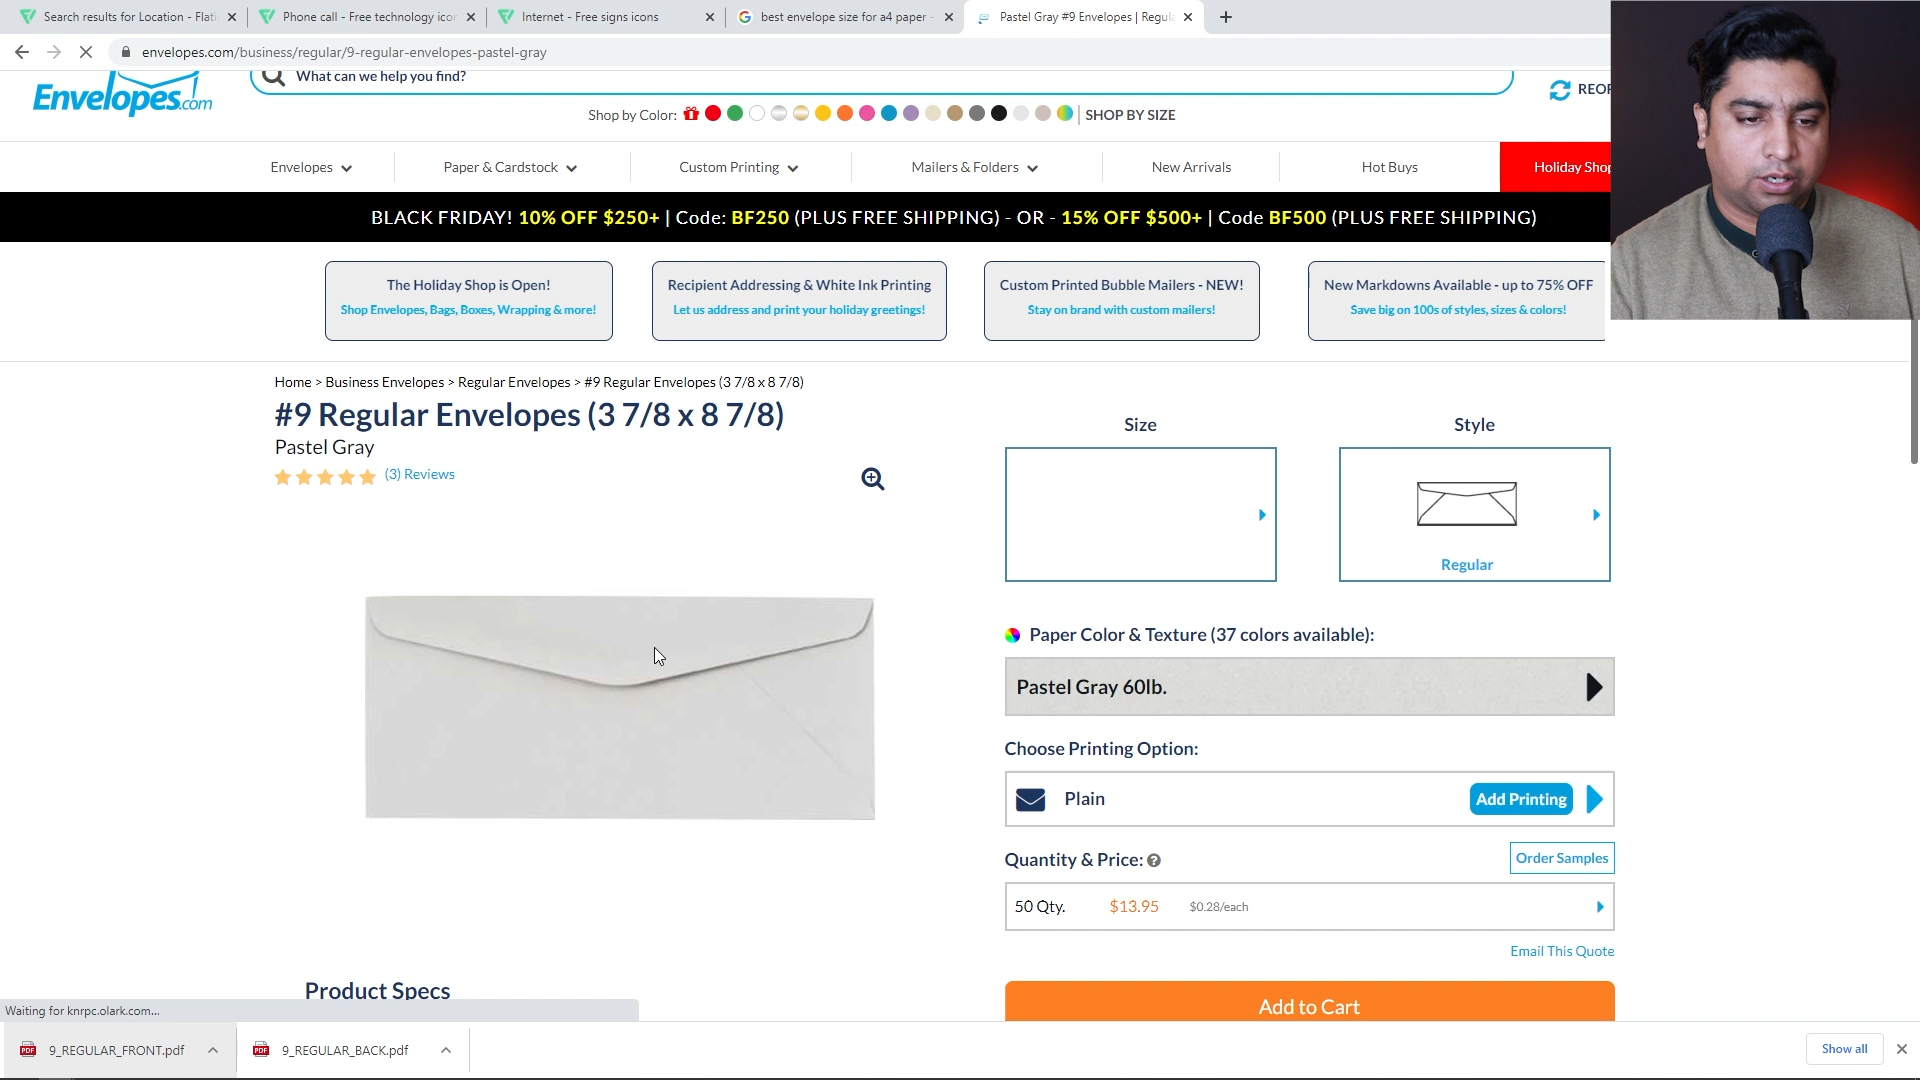 Search results for Location - Flati
Phone call - Free technology icon
Internet - Free signs icons
best envelope size for a4 paper -
Pastel Gray #9 Envelopes | Regula
envelopes.com/business/regular/9-regular-envelopes-pastel-gray
Envelopes.com
What can we help you find?
Shop by Color:
SHOP BY SIZE
REOR
Envelopes
Paper & Cardstock
Custom Printing
Mailers & Folders
New Arrivals
Hot Buys
Holiday Shop
BLACK FRIDAY! 10% OFF $250+ | Code: BF250 (PLUS FREE SHIPPING) - OR - 15% OFF $500+ | Code BF500 (PLUS FREE SHIPPING)
The Holiday Shop is Open!
Shop Envelopes, Bags, Boxes, Wrapping & more!
Recipient Addressing & White Ink Printing
Let us address and print your holiday greetings!
Custom Printed Bubble Mailers - NEW!
Stay on brand with custom mailers!
New Markdowns Available - up to 75% OFF
Save big on 100s of styles, sizes & colors!
Home > Business Envelopes > Regular Envelopes > #9 Regular Envelopes (3 7/8 x 8 7/8)
#9 Regular Envelopes (3 7/8 x 8 7/8)
Pastel Gray
(3) Reviews
Size
Style
Regular
Paper Color & Texture (37 colors available):
Pastel Gray 60lb.
Choose Printing Option:
Plain
Add Printing
Quantity & Price:
Order Samples
50 Qty.
$13.95
$0.28/each
Email This Quote
Product Specs
Add to Cart
Waiting for knrpc.olark.com...
9_REGULAR_FRONT.pdf
9_REGULAR_BACK.pdf
Show all